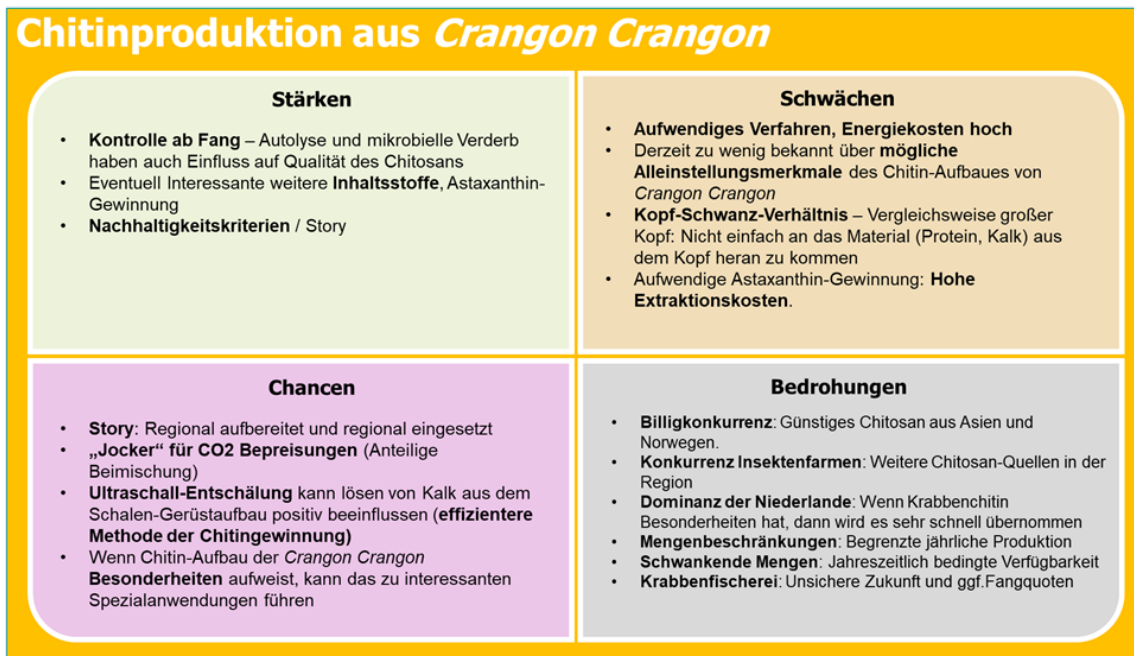 Chitinproduktion aus Crangon Crangon
Stärken
• Kontrolle ab Fang – Autolyse und mikrobielle Verderb
haben auch Einfluss auf Qualität des Chitosans
• Eventuell Interessante weitere Inhaltsstoffe, Astaxanthin-
Gewinnung
• Nachhaltigkeitskriterien / Story
Schwächen
• Aufwendiges Verfahren, Energiekosten hoch
• Derzeit zu wenig bekannt über mögliche
Alleinstellungsmerkmale des Chitin-Aufbaues von
Crangon Crangon
• Kopf-Schwanz-Verhältnis – Vergleichsweise großer
Kopf: Nicht einfach an das Material (Protein, Kalk) aus
dem Kopf heran zu kommen
• Aufwendige Astaxanthin-Gewinnung: Hohe
Extraktionskosten.
Chancen
• Story: Regional aufbereitet und regional eingesetzt
• „Jocker“ für CO2 Bepreisungen (Anteilige
Beimischung)
• Ultraschall-Entschälung kann lösen von Kalk aus dem
Schalen-Gerüstaufbau positiv beeinflussen (effizientere
Methode der Chitingewinnung)
• Wenn Chitin-Aufbau der Crangon Crangon
Besonderheiten aufweist, kann das zu interessanten
Spezialanwendungen führen
Bedrohungen
• Billigkonkurrenz: Günstiges Chitosan aus Asien und
Norwegen.
• Konkurrenz Insektenfarmen: Weitere Chitosan-Quellen in der
Region
• Dominanz der Niederlande: Wenn Krabbenchitin
Besonderheiten hat, dann wird es sehr schnell übernommen
• Mengenbeschränkungen: Begrenzte jährliche Produktion
• Schwankende Mengen: Jahreszeitlich bedingte Verfügbarkeit
• Krabbenfischerei: Unsichere Zukunft und ggf.Fangquoten